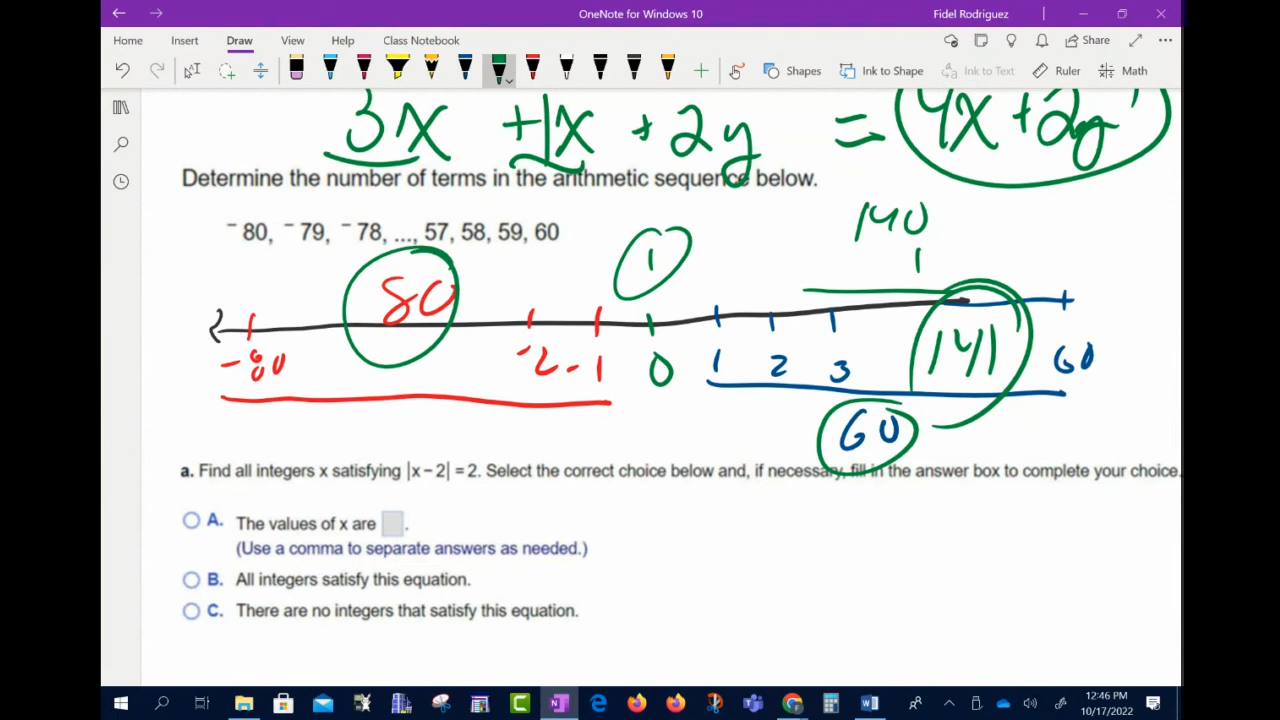 OneNote for Windows 10
Fidel Rodriguez
Home Insert Draw View Help Class Notebook
Share
Shapes Ink to Shape Ink to Text Ruler Math
3x +1x + 2y = 4x + 2y
Determine the number of terms in the arithmetic sequence below.
⁻80, ⁻79, ⁻78, ..., 57, 58, 59, 60
140
1
1
80
141
-80 -2 -1 0 1 2 3 60
60
a. Find all integers x satisfying |x − 2| = 2. Select the correct choice below and, if necessary, fill in the answer box to complete your choice.
A. The values of x are .
(Use a comma to separate answers as needed.)
B. All integers satisfy this equation.
C. There are no integers that satisfy this equation.
12:46 PM
10/17/2022